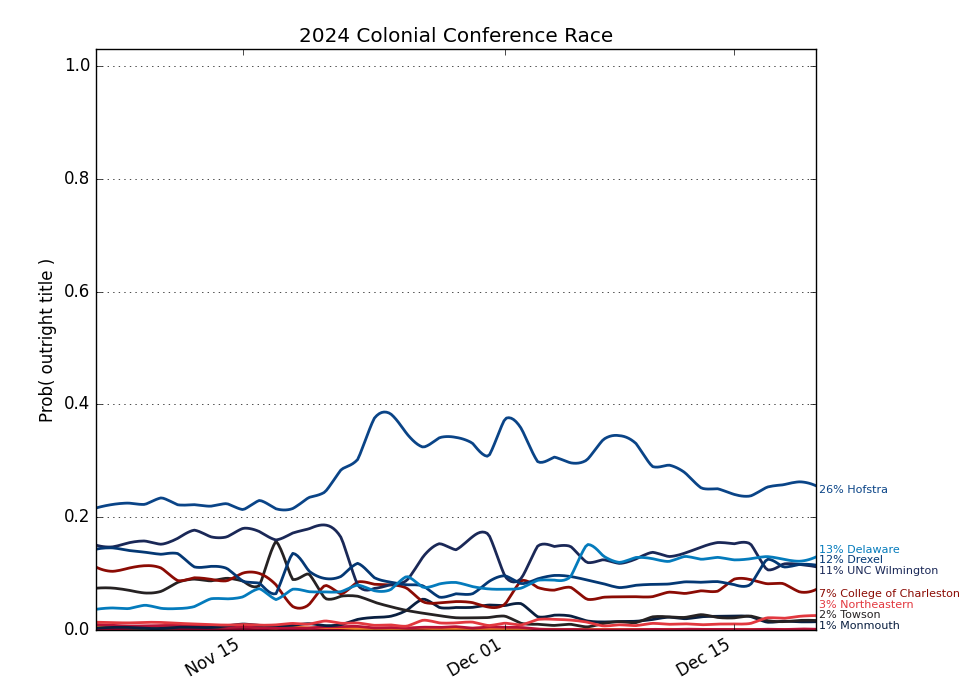 2024 Colonial Conference Race
Prob( outright title )
1.0
0.8
0.6
0.4
0.2
0.0
Nov 15
Dec 01
Dec 15
26% Hofstra
13% Delaware
12% Drexel
11% UNC Wilmington
7% College of Charleston
3% Northeastern
2% Towson
1% Monmouth